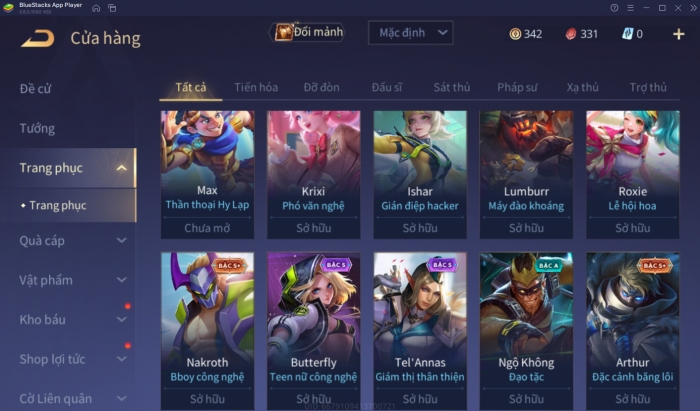 BlueStacks App Player
Cửa hàng
Đổi mảnh
Mặc định
342
331
0
Đề cử
Tướng
Trang phục
Trang phục
Quà cáp
Vật phẩm
Kho báu
Shop lợi tức
Cờ Liên quân
Tất cả
Tiến hóa
Đỡ đòn
Đấu sĩ
Sát thủ
Pháp sư
Xạ thủ
Trợ thủ
Max
Thần thoại Hy Lạp
Chưa mở
Krixi
Phó văn nghệ
Sở hữu
Ishar
Gián điệp hacker
Sở hữu
Lumburr
Máy đào khoáng
Sở hữu
Roxie
Lễ hội hoa
Sở hữu
BẬC S+
Nakroth
Bboy công nghệ
Sở hữu
BẬC S
Butterfly
Teen nữ công nghệ
Sở hữu
BẬC S
Tel'Annas
Giám thị thân thiện
Sở hữu
BẬC A
Ngộ Không
Đạo tặc
Sở hữu
BẬC S+
Arthur
Đặc cảnh băng lôi
Sở hữu